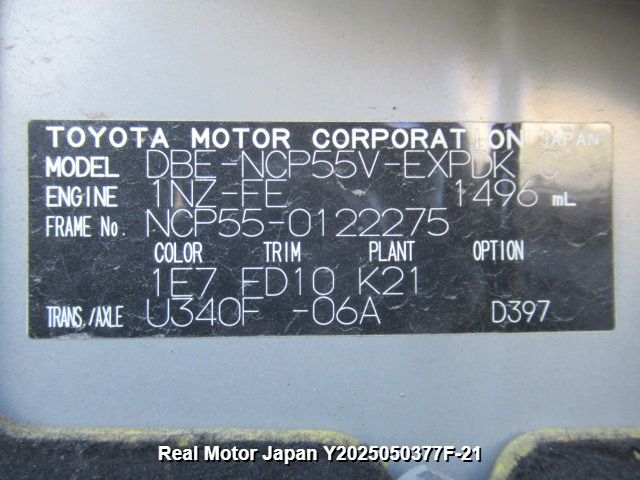 TOYOTA MOTOR CORPORATION JAPAN
MODEL DBE-NCP55V-EXPDK C
ENGINE 1NZ-FE 1496 mL
FRAME No. NCP55-0122275
COLOR TRIM PLANT OPTION
1E7 FD10 K21
TRANS./AXLE U340F -06A D397
Real Motor Japan Y2025050377F-21